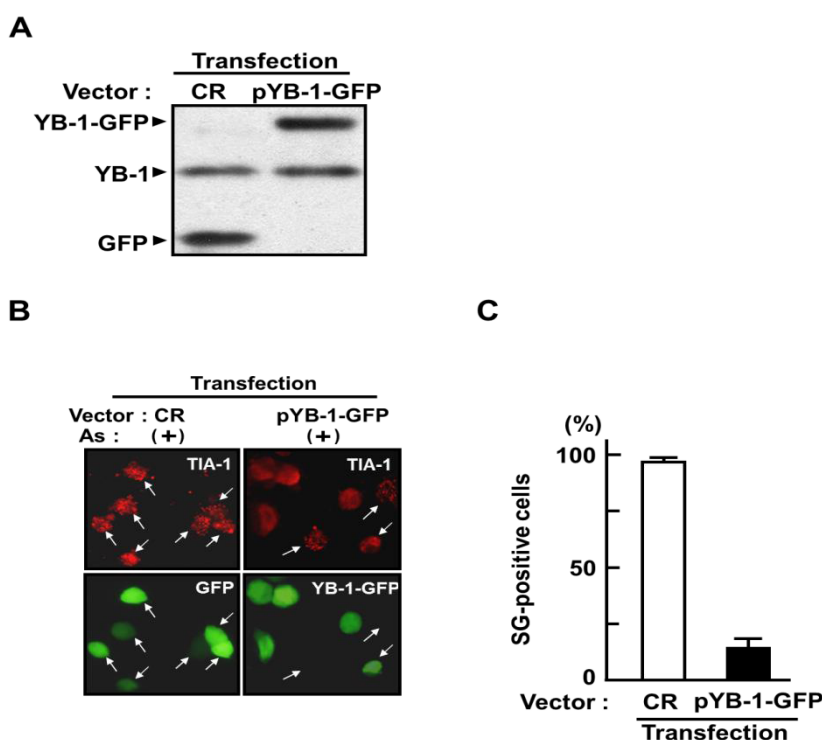 A
Transfection
Vector : CR pYB-1-GFP
YB-1-GFP►
YB-1►
GFP►
B
Transfection
Vector : CR pYB-1-GFP
As : (+) (+)
TIA-1 TIA-1
GFP YB-1-GFP
C
(%)
100
50
0
SG-positive cells
Vector : CR pYB-1-GFP
Transfection